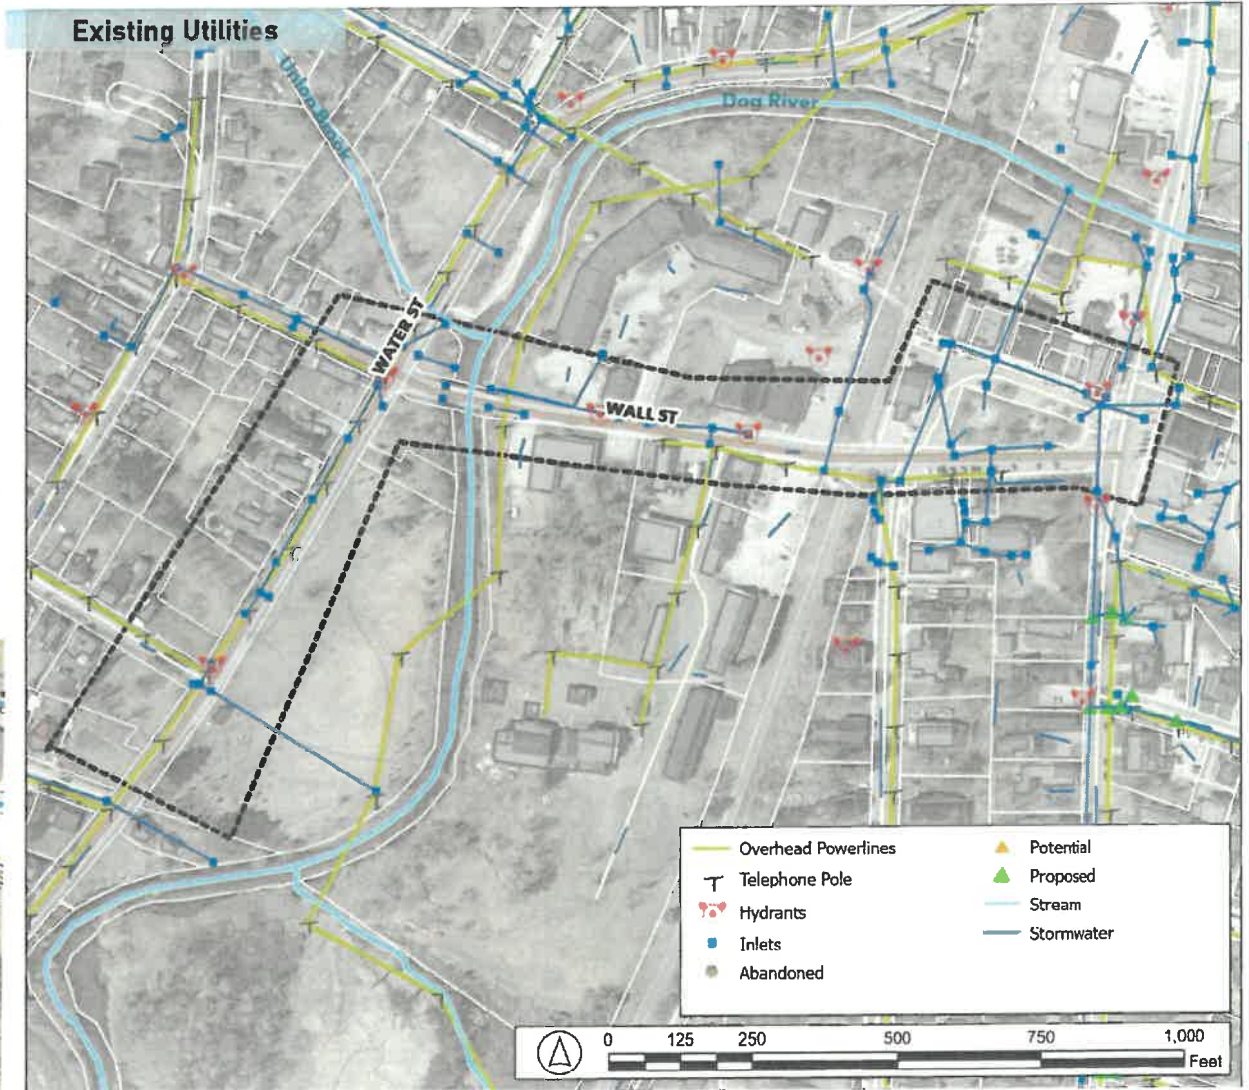 Existing Utilities
Union Brook
Dog River
WATER ST
WALL ST
Overhead Powerlines
Telephone Pole
Hydrants
Inlets
Abandoned
Potential
Proposed
Stream
Stormwater
0 125 250 500 750 1,000
Feet